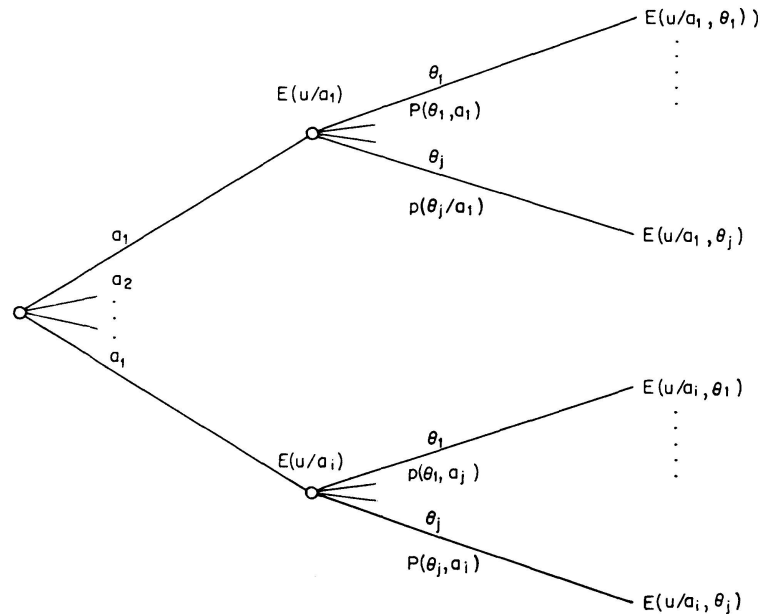 E(u/a₁, θ₁))
θ₁
E(u/a₁)
P(θ₁,a₁)
θⱼ
p(θⱼ/a₁)
E(u/a₁, θⱼ)
a₁
a₂
a₁
E(u/aᵢ, θ₁)
θ₁
E(u/aᵢ)
p(θ₁, aⱼ)
θⱼ
P(θⱼ,aᵢ)
E(u/aᵢ, θⱼ)